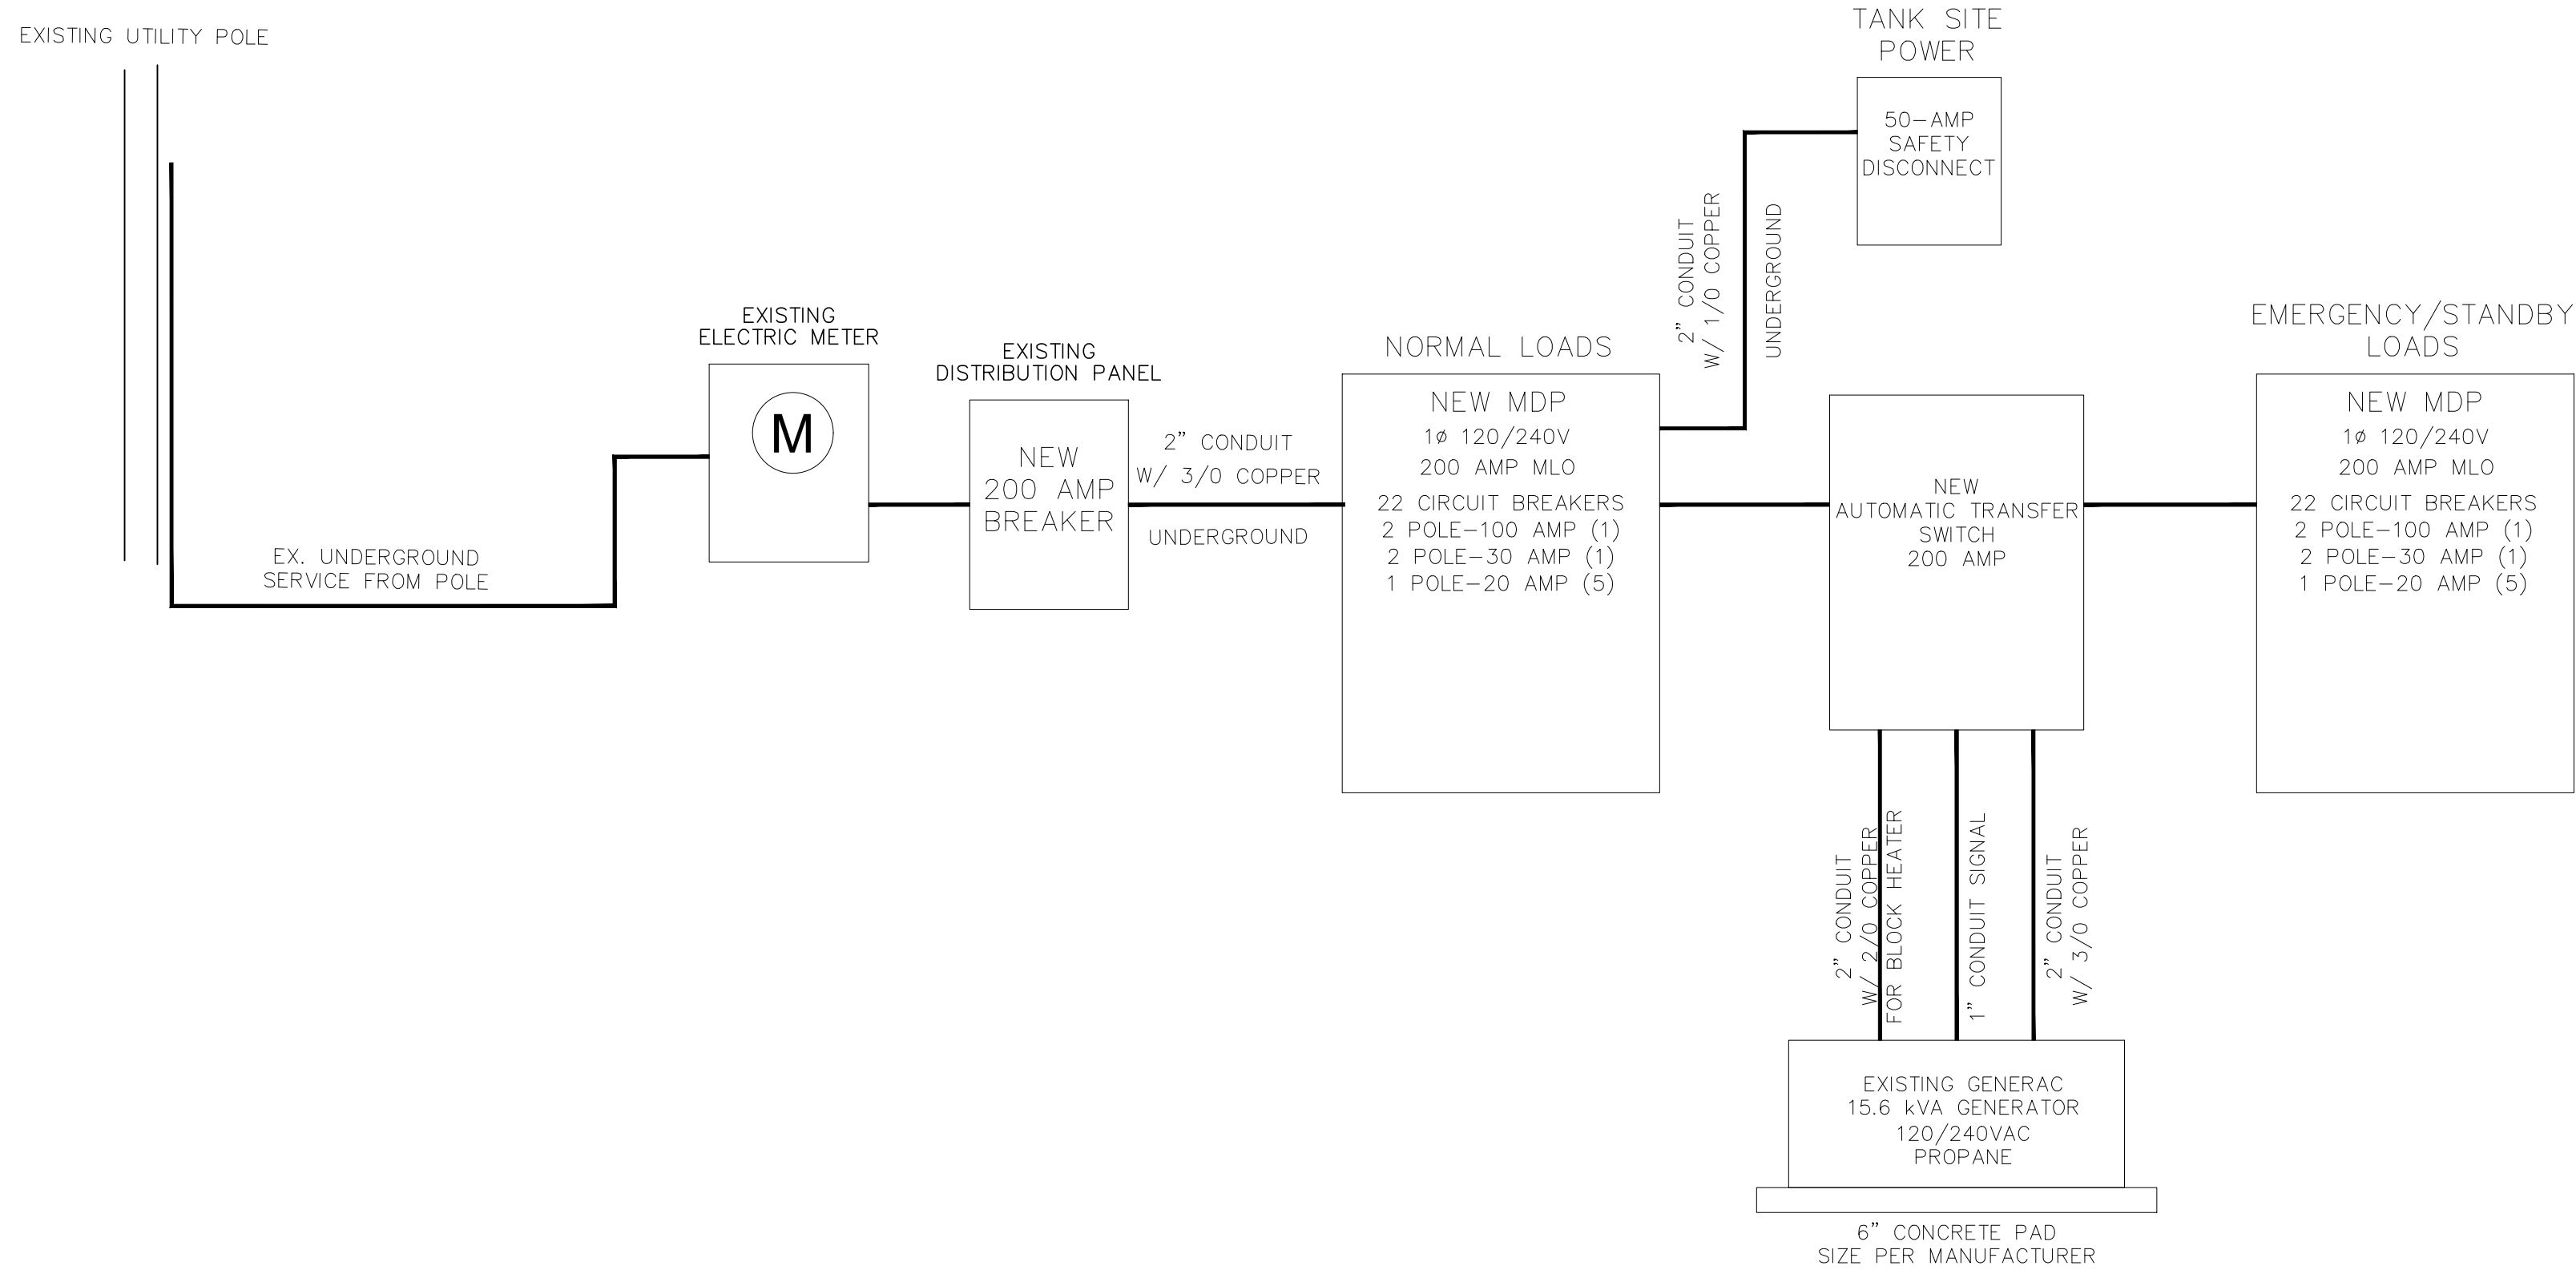 EXISTING UTILITY POLE
EX. UNDERGROUND
SERVICE FROM POLE
EXISTING
ELECTRIC METER
M
EXISTING
DISTRIBUTION PANEL
NEW
200 AMP
BREAKER
2” CONDUIT
W/ 3/0 COPPER
UNDERGROUND
NORMAL LOADS
NEW MDP
1ø 120/240V
200 AMP MLO
22 CIRCUIT BREAKERS
2 POLE-100 AMP (1)
2 POLE-30 AMP (1)
1 POLE-20 AMP (5)
2” CONDUIT
W/ 1/0 COPPER
UNDERGROUND
TANK SITE
POWER
50-AMP
SAFETY
DISCONNECT
NEW
AUTOMATIC TRANSFER
SWITCH
200 AMP
EMERGENCY/STANDBY
LOADS
NEW MDP
1ø 120/240V
200 AMP MLO
22 CIRCUIT BREAKERS
2 POLE-100 AMP (1)
2 POLE-30 AMP (1)
1 POLE-20 AMP (5)
2” CONDUIT
W/ 2/0 COPPER
FOR BLOCK HEATER
1” CONDUIT SIGNAL
2” CONDUIT
W/ 3/0 COPPER
EXISTING GENERAC
15.6 kVA GENERATOR
120/240VAC
PROPANE
6” CONCRETE PAD
SIZE PER MANUFACTURER